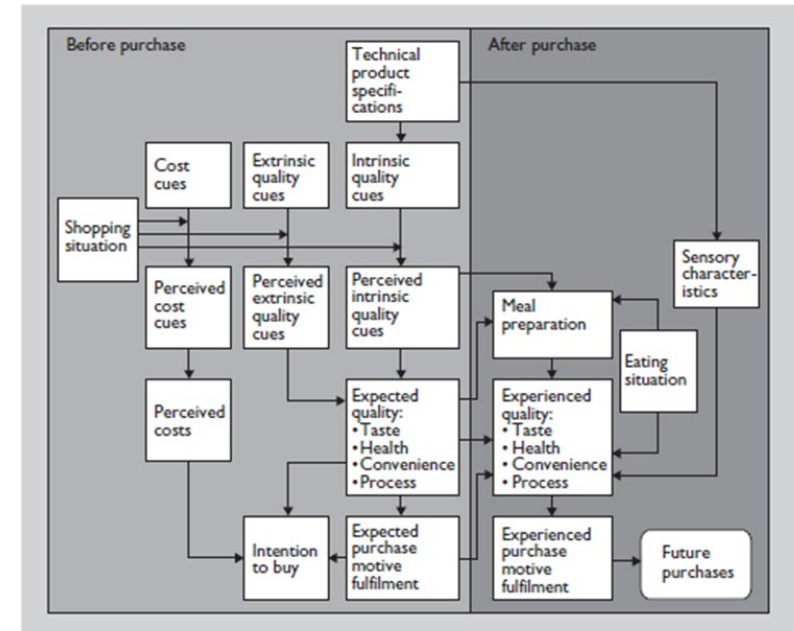 Before purchase
After purchase
Technical
product
specifi-
cations
Cost
cues
Extrinsic
quality
cues
Intrinsic
quality
cues
Shopping
situation
Sensory
character-
istics
Perceived
cost
cues
Perceived
extrinsic
quality
cues
Perceived
intrinsic
quality
cues
Meal
preparation
Eating
situation
Perceived
costs
Expected
quality:
• Taste
• Health
• Convenience
• Process
Experienced
quality:
• Taste
• Health
• Convenience
• Process
Intention
to buy
Expected
purchase
motive
fulfilment
Experienced
purchase
motive
fulfilment
Future
purchases